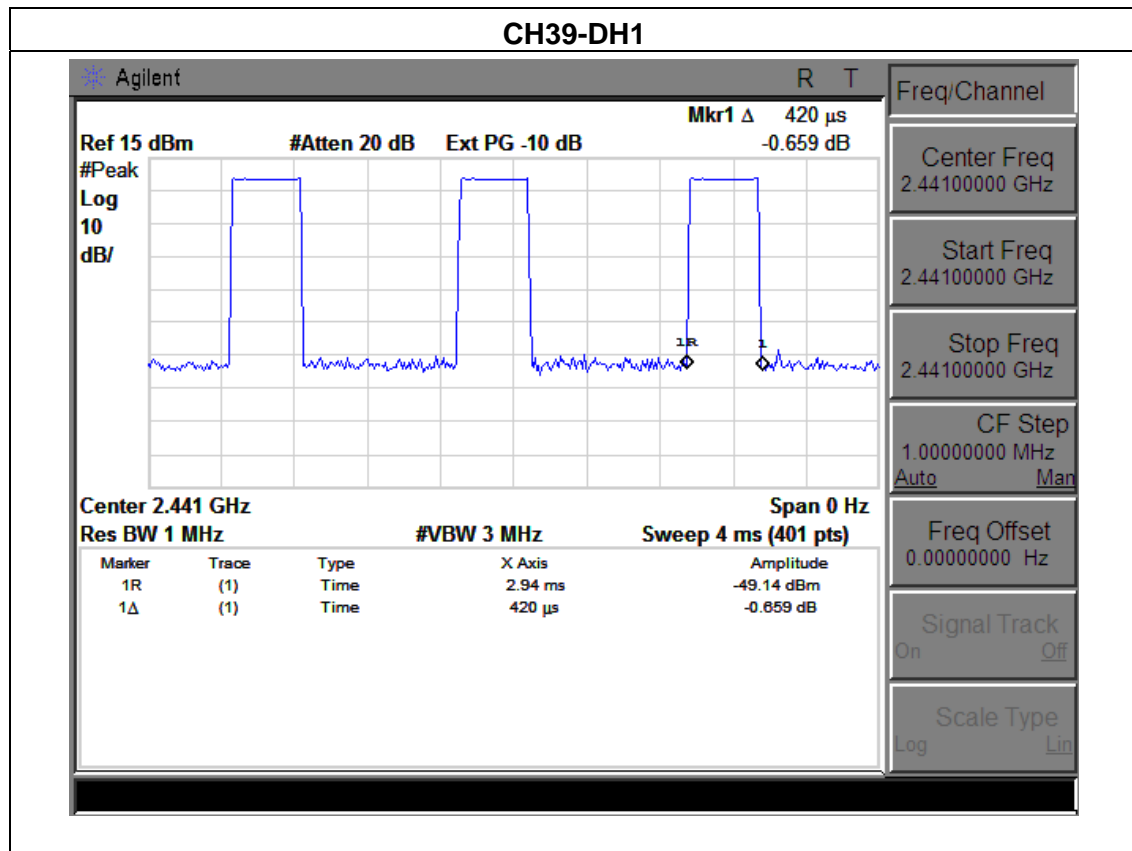 CH39-DH1
Agilent R T
Mkr1 Δ 420 µs
Ref 15 dBm #Atten 20 dB Ext PG -10 dB -0.659 dB
#Peak
Log
10
dB/
1R 1
Center 2.441 GHz Span 0 Hz
Res BW 1 MHz #VBW 3 MHz Sweep 4 ms (401 pts)
Marker Trace Type X Axis Amplitude
1R (1) Time 2.94 ms -49.14 dBm
1Δ (1) Time 420 µs -0.659 dB
Freq/Channel
Center Freq
2.44100000 GHz
Start Freq
2.44100000 GHz
Stop Freq
2.44100000 GHz
CF Step
1.00000000 MHz
Auto Man
Freq Offset
0.00000000 Hz
Signal Track
On Off
Scale Type
Log Lin